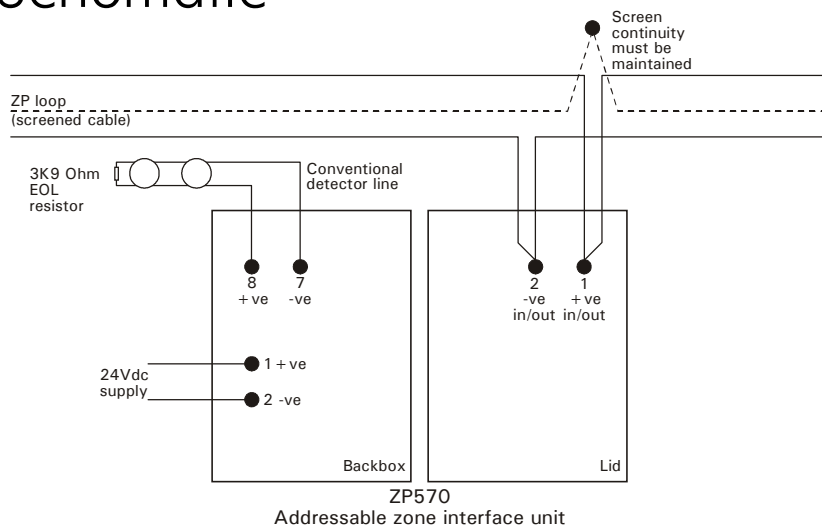 Screen
continuity
must be
maintained
ZP loop
(screened cable)
3K9 Ohm
EOL
resistor
Conventional
detector line
8
+ve
7
-ve
2
-ve
in/out
1
+ve
in/out
24Vdc
supply
1 +ve
2 -ve
Backbox
Lid
ZP570
Addressable zone interface unit